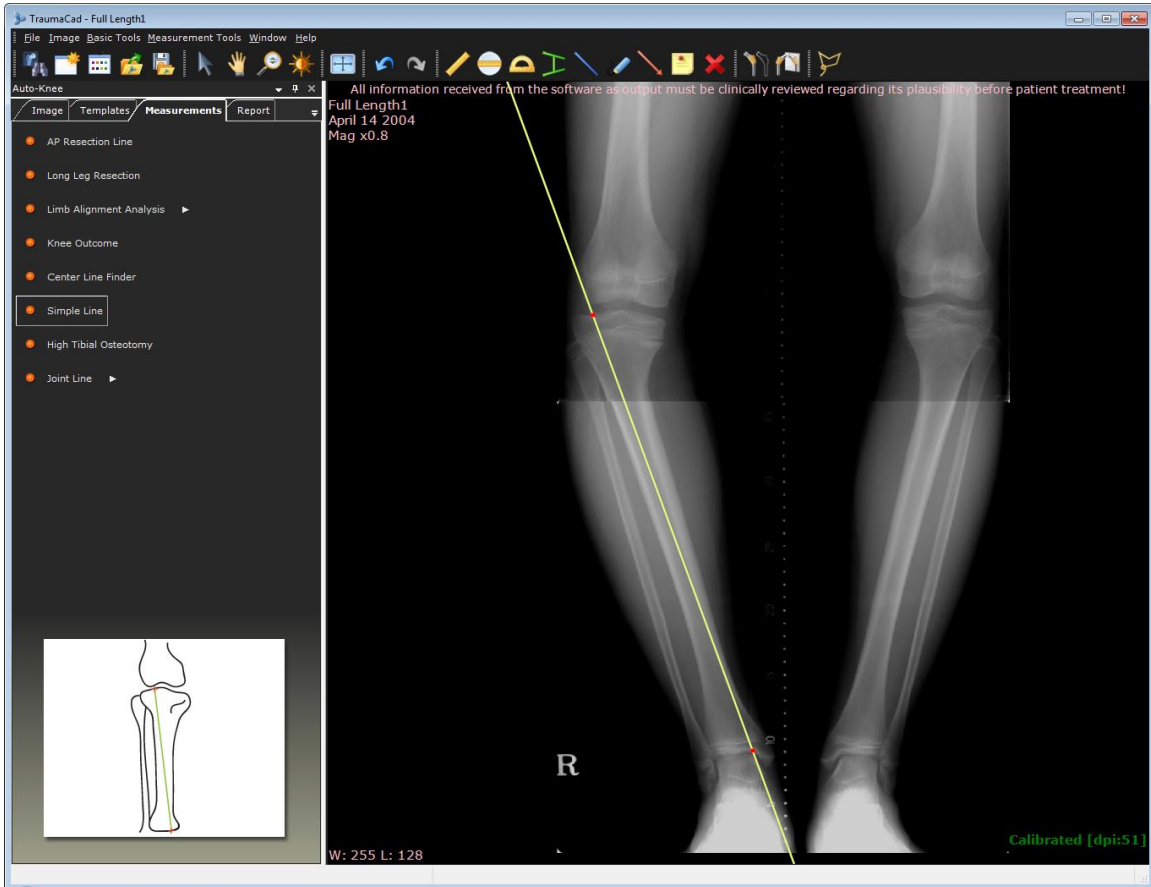 TraumaCad - Full Length1
File Image Basic Tools Measurement Tools Window Help
Auto-Knee
Image Templates Measurements Report
AP Resection Line
Long Leg Resection
Limb Alignment Analysis
Knee Outcome
Center Line Finder
Simple Line
High Tibial Osteotomy
Joint Line
All information received from the software as output must be clinically reviewed regarding its plausibility before patient treatment!
Full Length1
April 14 2004
Mag x0.8
10
R
Calibrated [dpi:51]
W: 255 L: 128